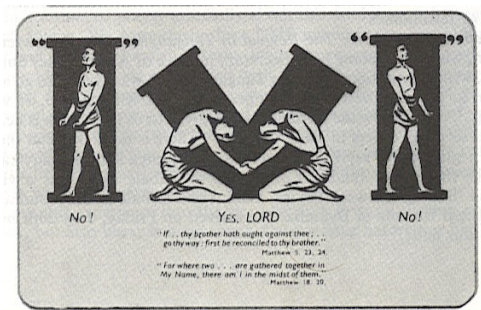 “ I ”
“ I ”
No!
YES, LORD
No!
“If . . thy brother hath ought against thee; . .
go thy way: first be reconciled to thy brother.”
Matthew 5. 23, 24.
“For where two . . . are gathered together in
My Name, there am I in the midst of them.”
Matthew 18. 20.